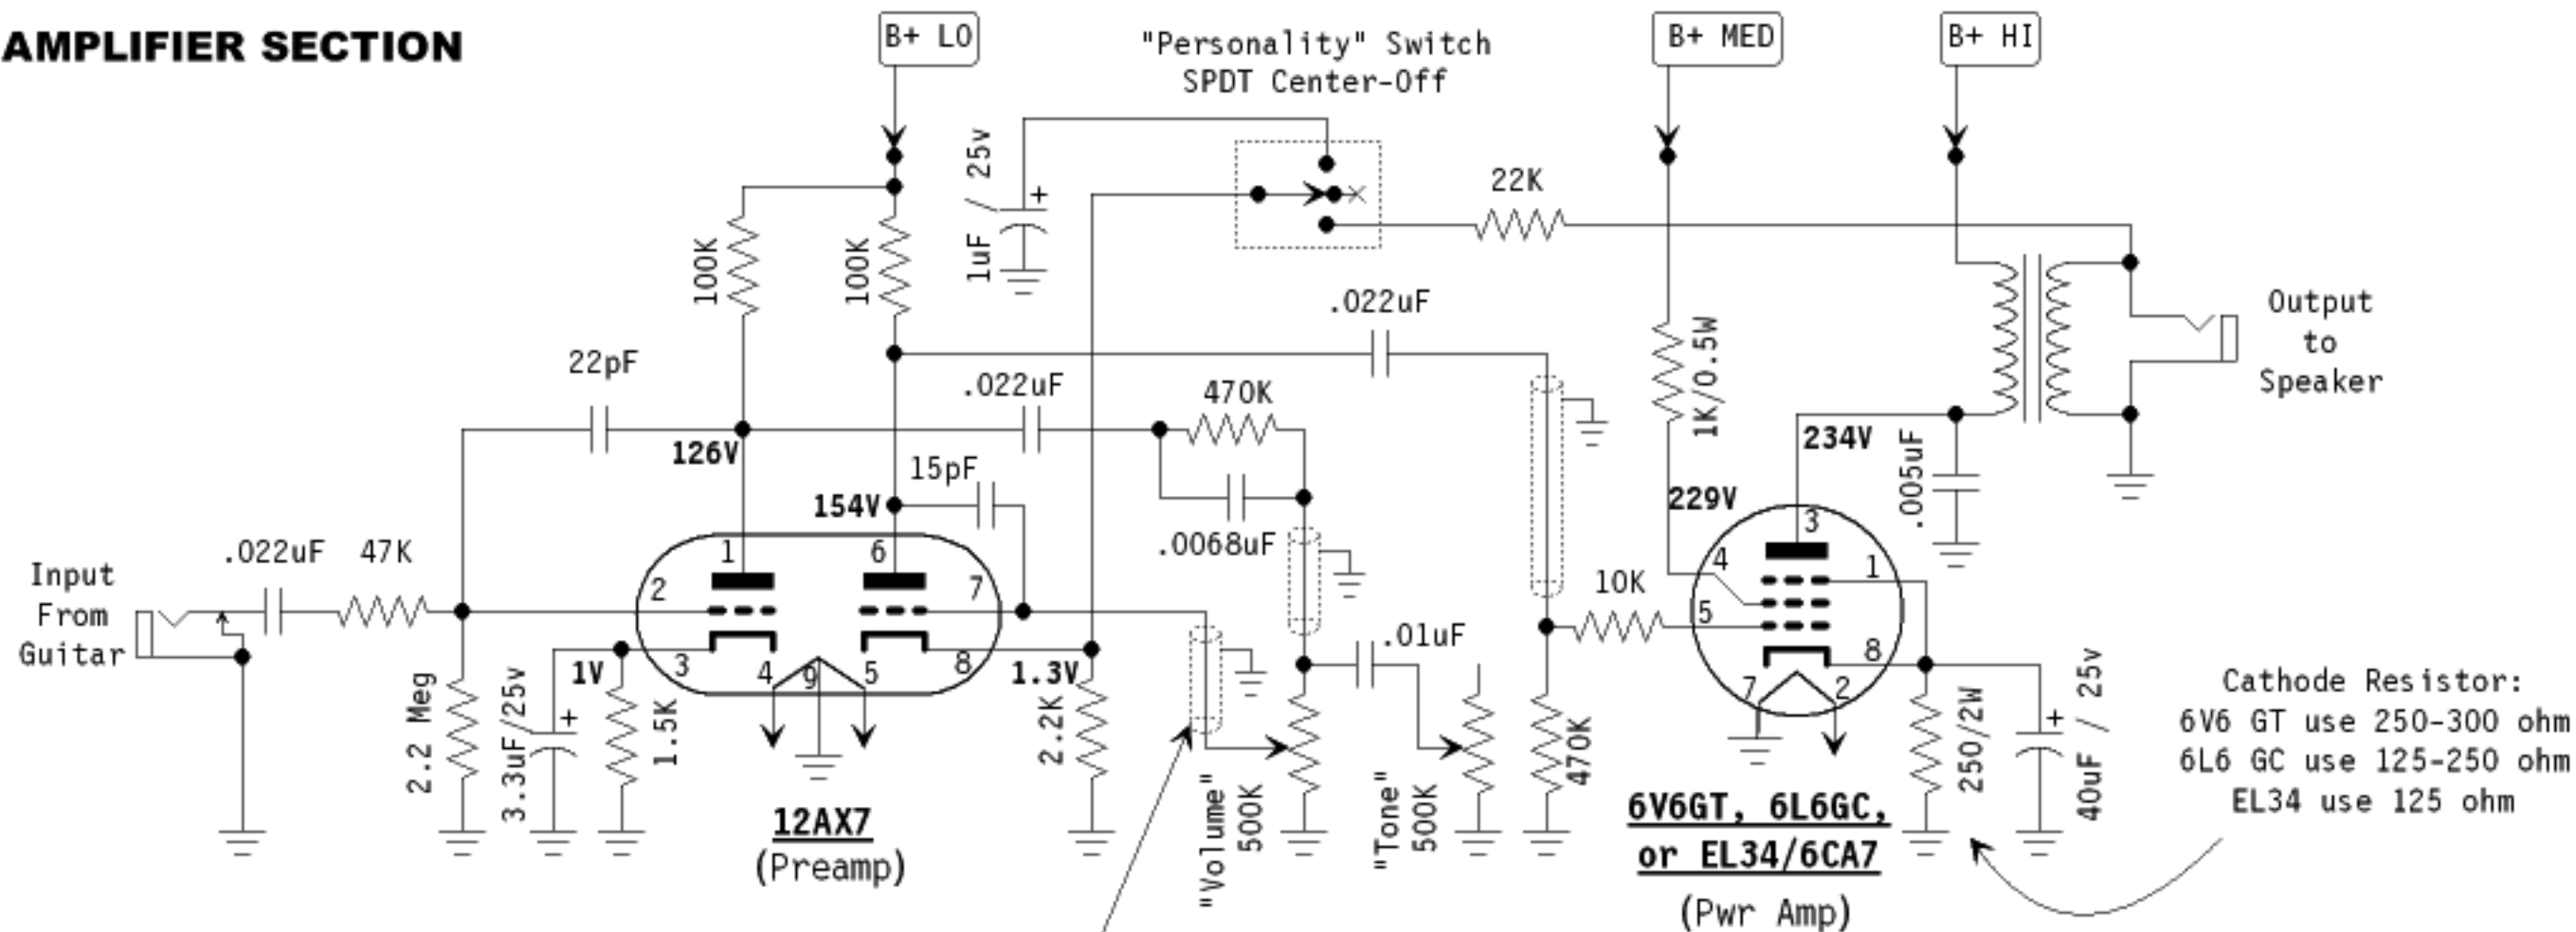 AMPLIFIER SECTION
B+ LO
"Personality" Switch
SPDT Center-Off
B+ MED
B+ HI
1uF / 25v
+
22K
100K
100K
.022uF
1K/0.5W
Output
to
Speaker
22pF
.022uF
470K
126V
15pF
154V
.0068uF
234V
229V
.005uF
Input
From
Guitar
.022uF
47K
1
6
2
7
3
4
9
5
8
1V
1.3V
2.2 Meg
3.3uF/25v
+
1.5K
2.2K
.01uF
10K
3
4
1
5
8
7
2
"Volume"
500K
"Tone"
500K
470K
250/2W
+
40uF / 25v
Cathode Resistor:
6V6 GT use 250-300 ohm
6L6 GC use 125-250 ohm
EL34 use 125 ohm
12AX7
(Preamp)
6V6GT, 6L6GC,
or EL34/6CA7
(Pwr Amp)